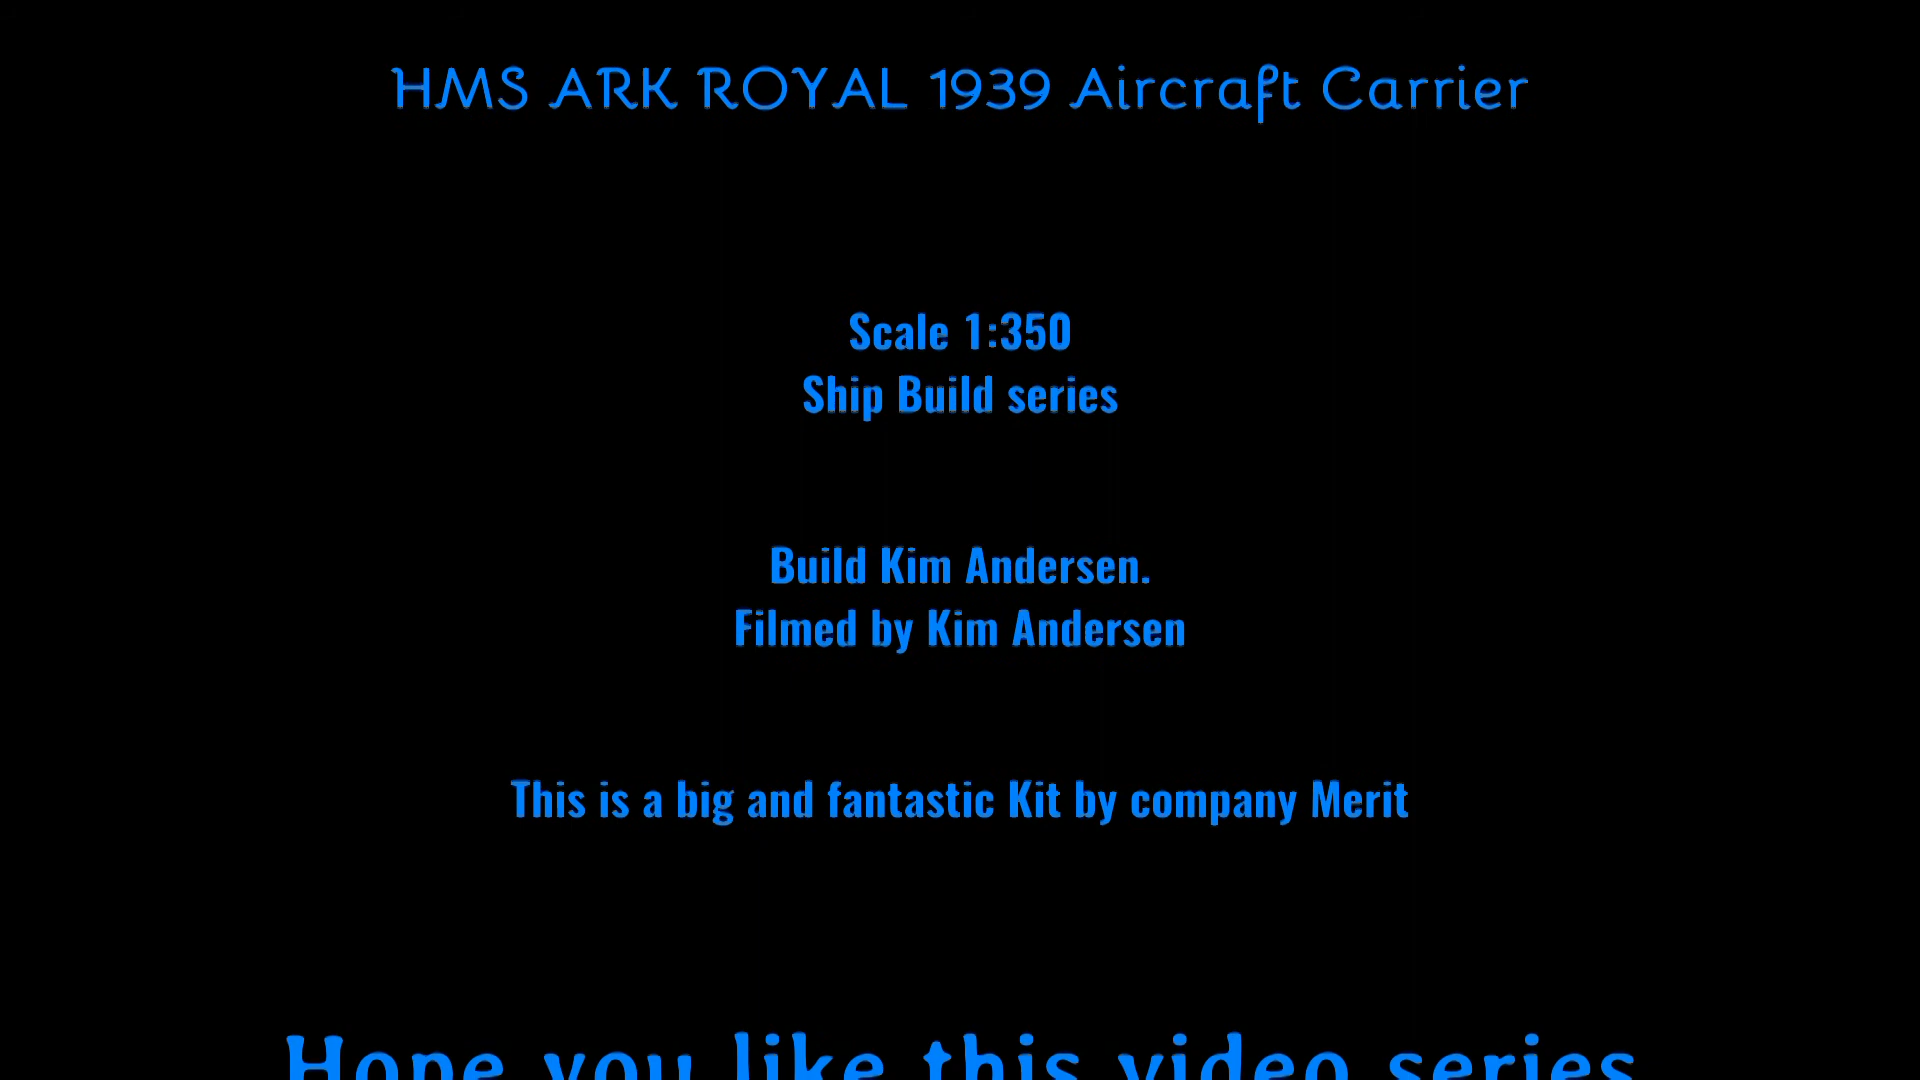 HMS ARK ROYAL 1939 Aircraft Carrier
Scale 1:350
Ship Build series
Build Kim Andersen.
Filmed by Kim Andersen
This is a big and fantastic Kit by company Merit
Hope you like this video series